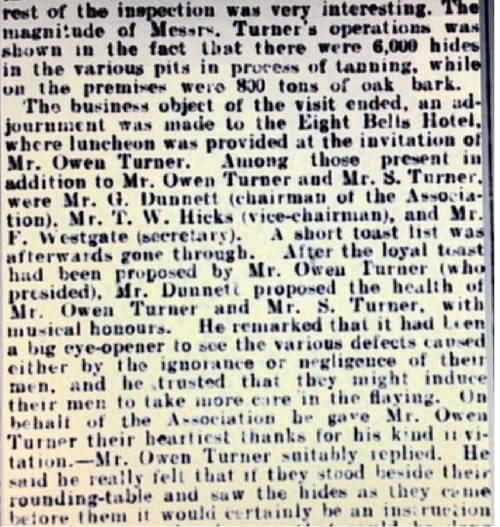 rest of the inspection was very interesting. The
magnitude of Messrs. Turner's operations was
shown in the fact that there were 6,000 hides
in the various pits in process of tanning, while
on the premises were 800 tons of oak bark.
The business object of the visit ended, an ad-
journment was made to the Eight Bells Hotel,
where luncheon was provided at the invitation of
Mr. Owen Turner. Among those present in
addition to Mr. Owen Turner and Mr. S. Turner,
were Mr. G. Dunnett (chairman of the Associa-
tion), Mr. T. W. Hicks (vice-chairman), and Mr.
F. Westgate (secretary). A short toast list was
afterwards gone through. After the loyal toast
had been proposed by Mr. Owen Turner (who
presided), Mr. Dunnett proposed the health of
Mr. Owen Turner and Mr. S. Turner, with
musical honours. He remarked that it had been
a big eye-opener to see the various defects caused
either by the ignorance or negligence of their
men, and he trusted that they might induce
their men to take more care in the flaying. On
behalf of the Association he gave Mr. Owen
Turner their heartiest thanks for his kind invi-
tation.—Mr. Owen Turner suitably replied. He
said he really felt that if they stood beside their
rounding-table and saw the hides as they came
before them it would certainly be an instruction